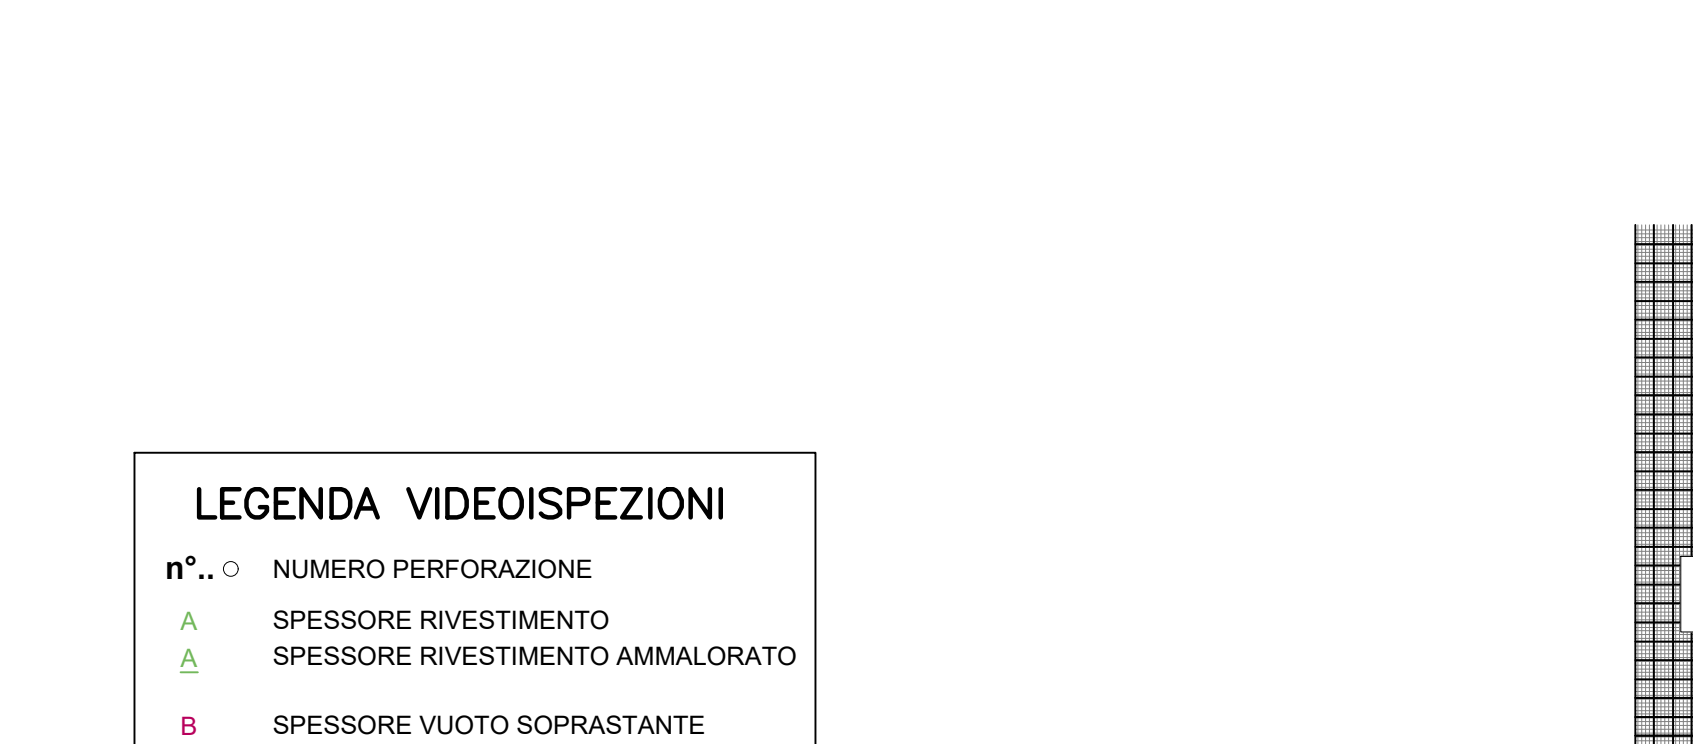 LEGENDA VIDEOISPEZIONI
n°.. NUMERO PERFORAZIONE
A SPESSORE RIVESTIMENTO
A SPESSORE RIVESTIMENTO AMMALORATO
B SPESSORE VUOTO SOPRASTANTE